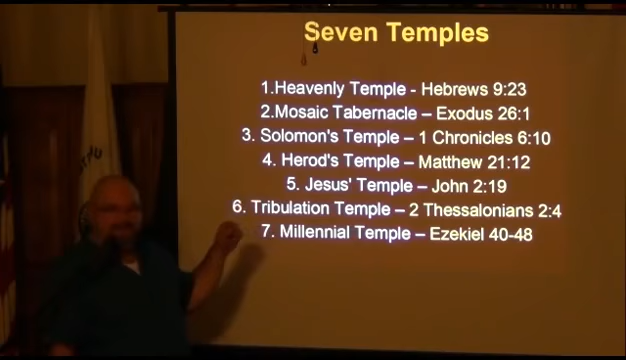 Seven Temples
1.Heavenly Temple - Hebrews 9:23
2.Mosaic Tabernacle – Exodus 26:1
3. Solomon's Temple – 1 Chronicles 6:10
4. Herod's Temple – Matthew 21:12
5. Jesus' Temple – John 2:19
6. Tribulation Temple – 2 Thessalonians 2:4
7. Millennial Temple – Ezekiel 40-48